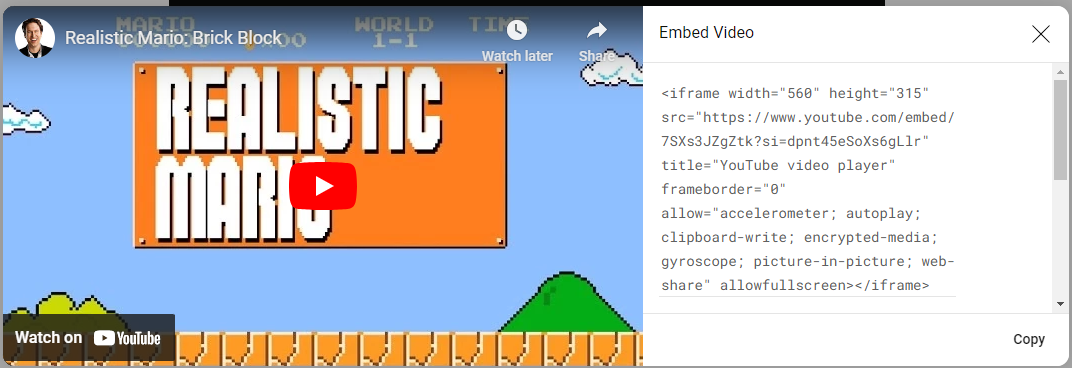 MARIO WORLD TIME
Realistic Mario: Brick Block
1-1
Watch later
Share
REALISTIC
MARIO
Watch on YouTube
Embed Video
<iframe width="560" height="315"
src="https://www.youtube.com/embed/
7SXs3JZgZtk?si=dpnt45eSoXs6gLlr"
title="YouTube video player"
frameborder="0"
allow="accelerometer; autoplay;
clipboard-write; encrypted-media;
gyroscope; picture-in-picture; web-
share" allowfullscreen></iframe>
Copy